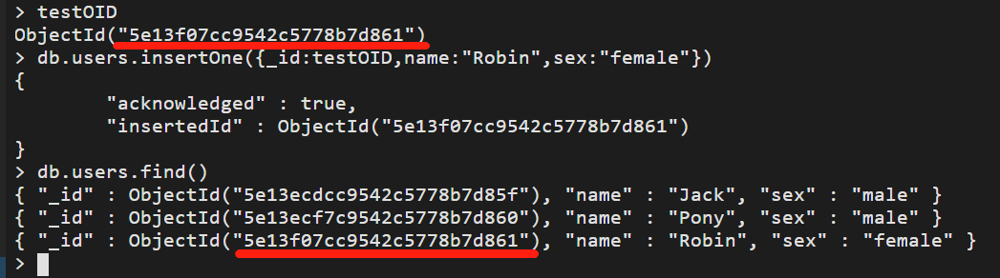 > testOID
ObjectId("5e13f07cc9542c5778b7d861")
> db.users.insertOne({_id:testOID,name:"Robin",sex:"female"})
{
        "acknowledged" : true,
        "insertedId" : ObjectId("5e13f07cc9542c5778b7d861")
}
> db.users.find()
{ "_id" : ObjectId("5e13ecdcc9542c5778b7d85f"), "name" : "Jack", "sex" : "male" }
{ "_id" : ObjectId("5e13ecf7c9542c5778b7d860"), "name" : "Pony", "sex" : "male" }
{ "_id" : ObjectId("5e13f07cc9542c5778b7d861"), "name" : "Robin", "sex" : "female" }
>